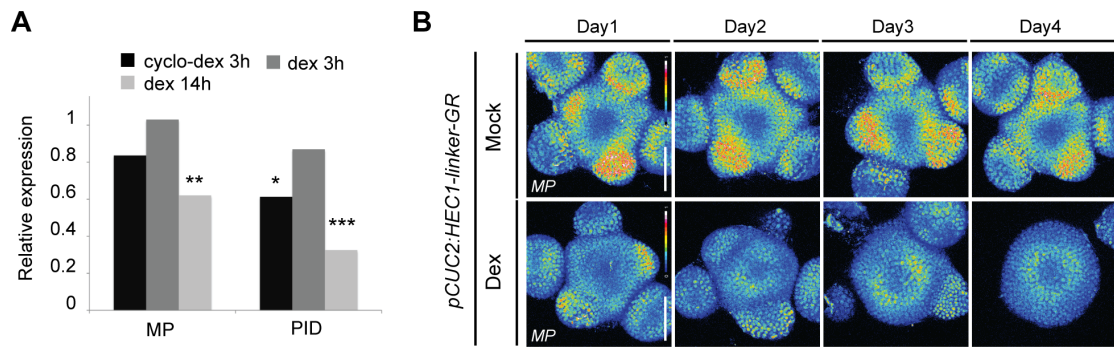 A
cyclo-dex 3h
dex 3h
dex 14h
Relative expression
1
0.8
0.6
0.4
0.2
0
**
*
***
MP
PID
B
Day1
Day2
Day3
Day4
pCUC2:HEC1-linker-GR
Mock
MP
Dex
MP